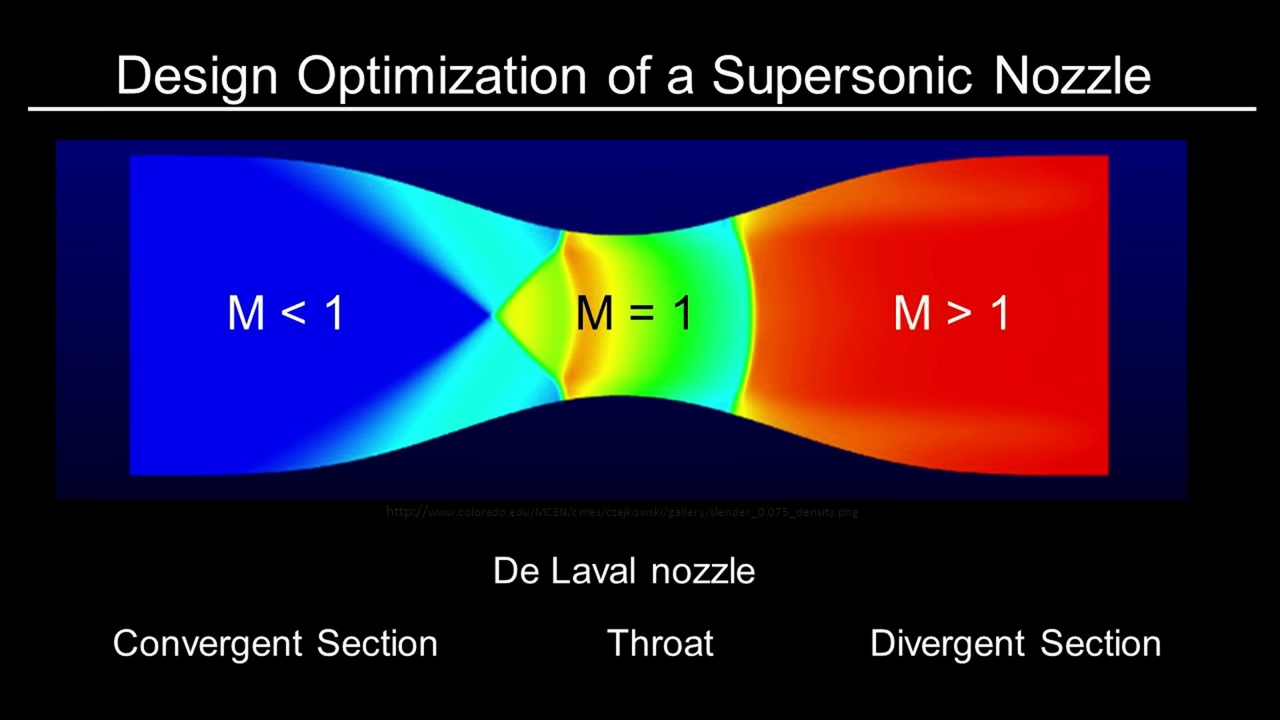 Design Optimization of a Supersonic Nozzle
M < 1
M = 1
M > 1
http://www.colorado.edu/MCEN/cmes/czajkowski/gallery/slender_0.075_density.png
De Laval nozzle
Convergent Section
Throat
Divergent Section